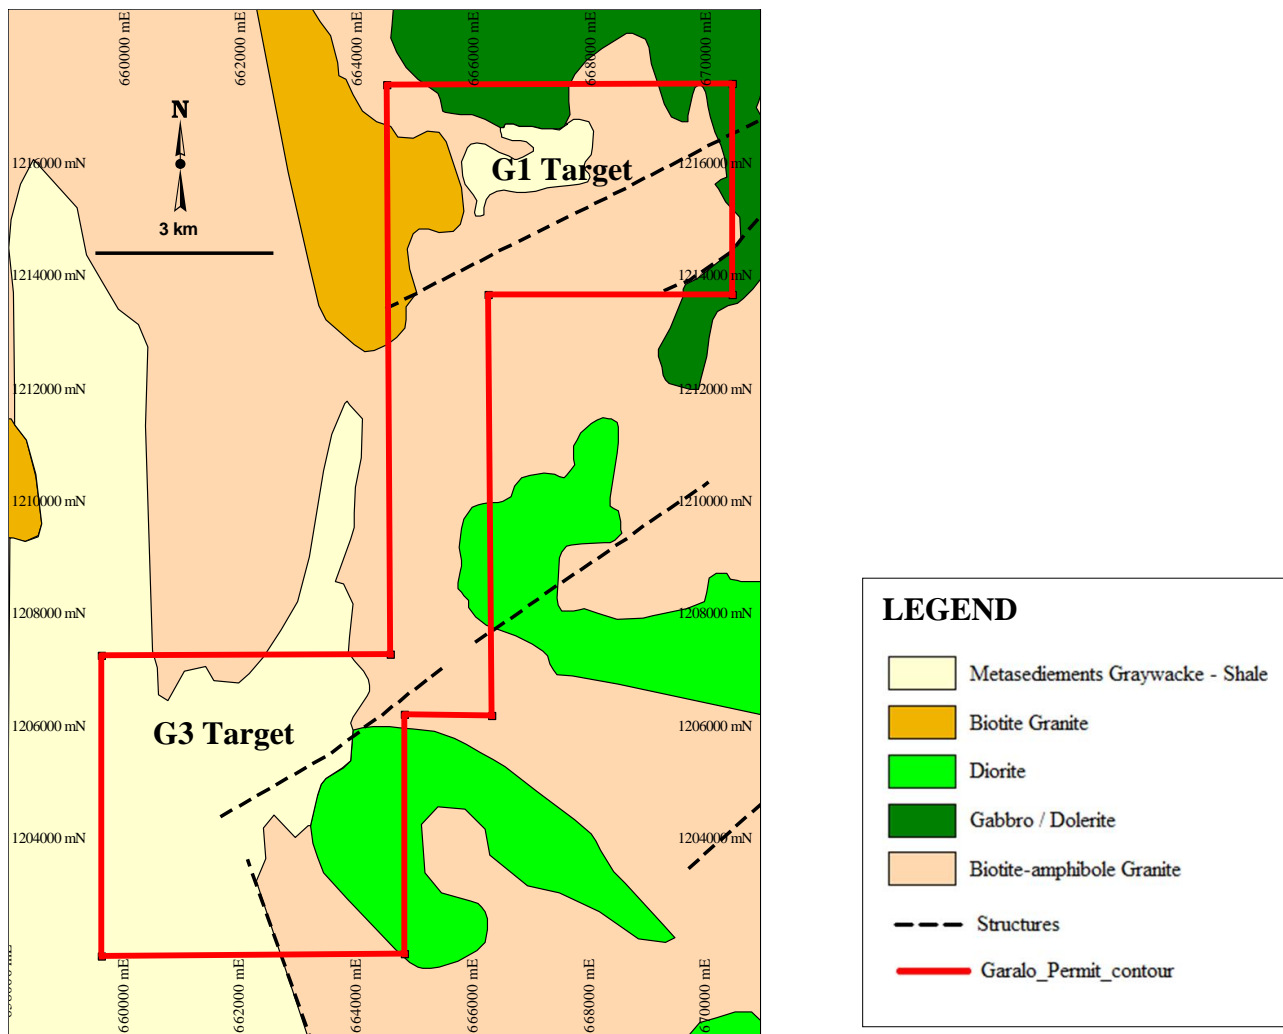 660000 mE
662000 mE
664000 mE
666000 mE
668000 mE
670000 mE
N
3 km
1216000 mN
1216000 mN
G1 Target
1214000 mN
1214000 mN
1212000 mN
1212000 mN
1210000 mN
1210000 mN
1208000 mN
1208000 mN
1206000 mN
1206000 mN
G3 Target
1204000 mN
1204000 mN
660000 mE
662000 mE
664000 mE
666000 mE
668000 mE
670000 mE
LEGEND
Metasediements Graywacke - Shale
Biotite Granite
Diorite
Gabbro / Dolerite
Biotite-amphibole Granite
Structures
Garalo_Permit_contour